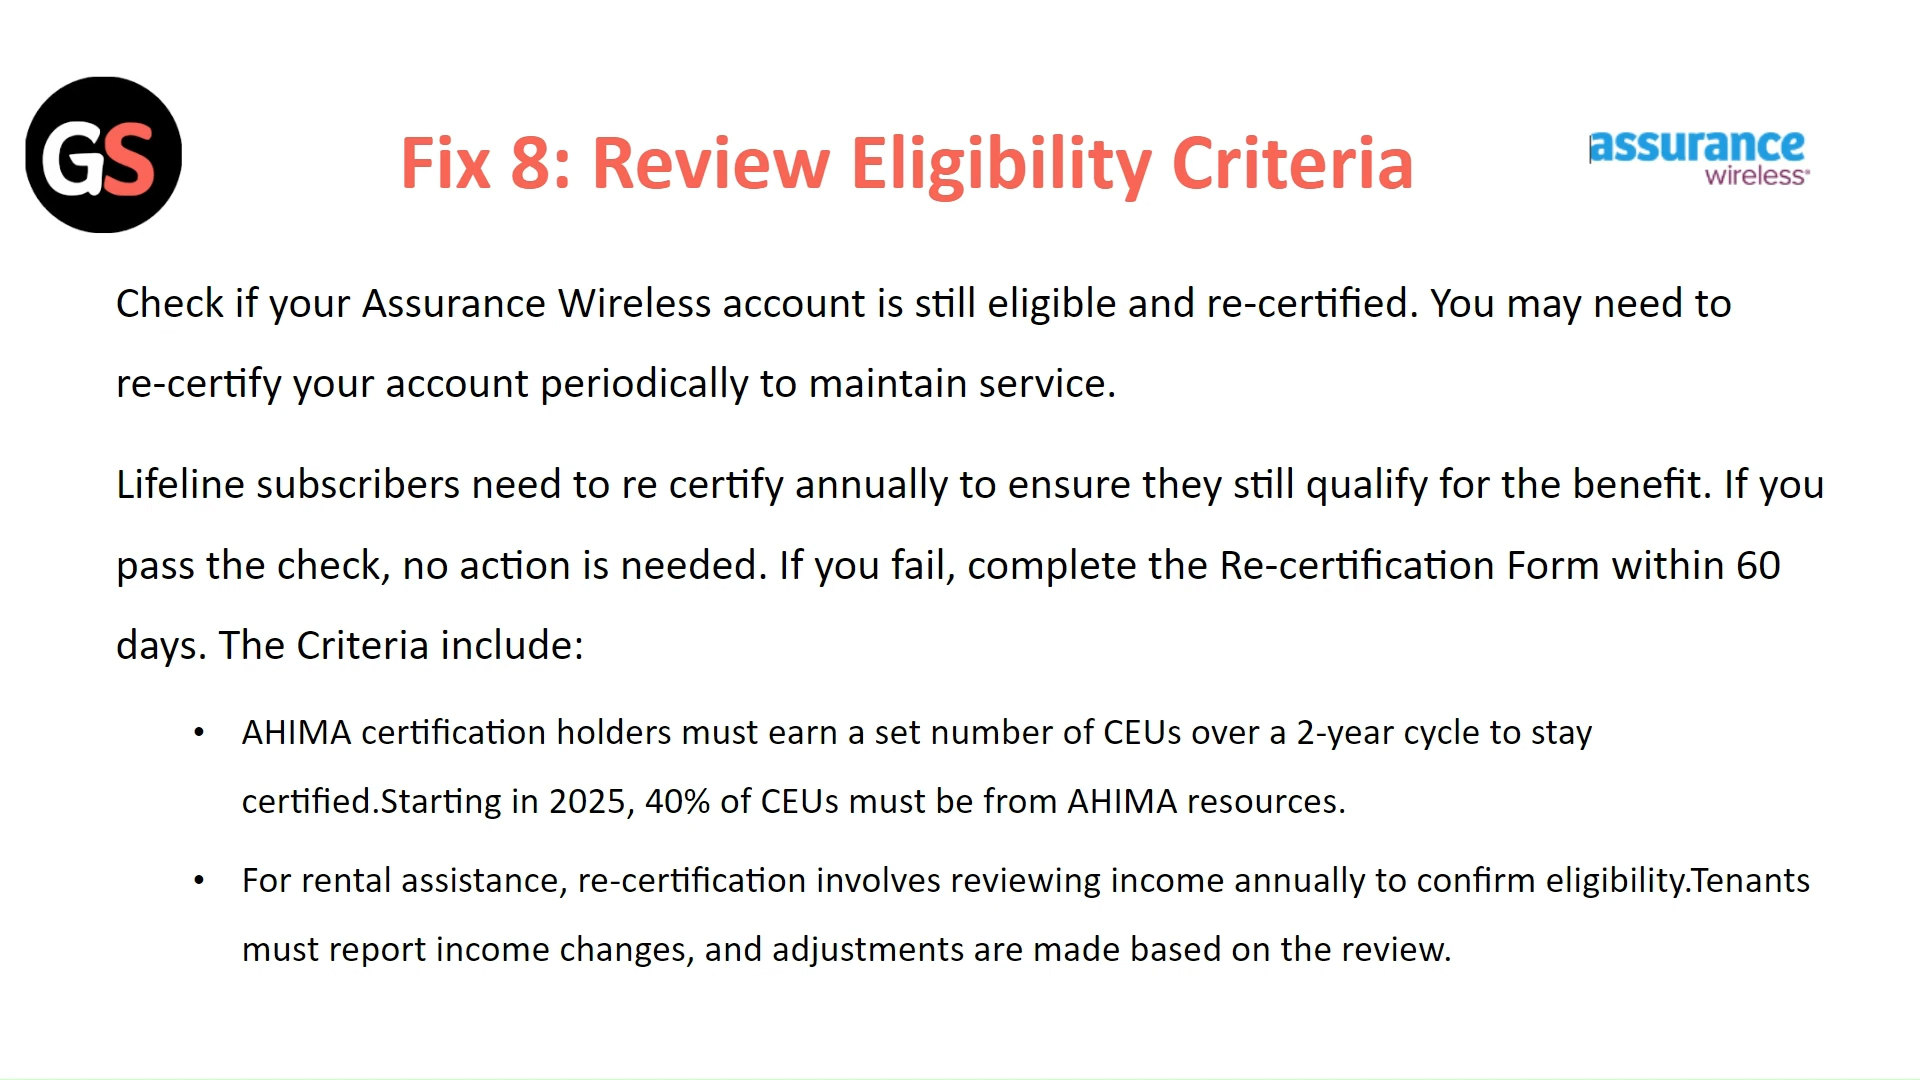 GS
Fix 8: Review Eligibility Criteria
assurance
wireless®
Check if your Assurance Wireless account is still eligible and re-certified. You may need to
re-certify your account periodically to maintain service.
Lifeline subscribers need to re certify annually to ensure they still qualify for the benefit. If you
pass the check, no action is needed. If you fail, complete the Re-certification Form within 60
days. The Criteria include:
• AHIMA certification holders must earn a set number of CEUs over a 2-year cycle to stay
certified.Starting in 2025, 40% of CEUs must be from AHIMA resources.
• For rental assistance, re-certification involves reviewing income annually to confirm eligibility.Tenants
must report income changes, and adjustments are made based on the review.